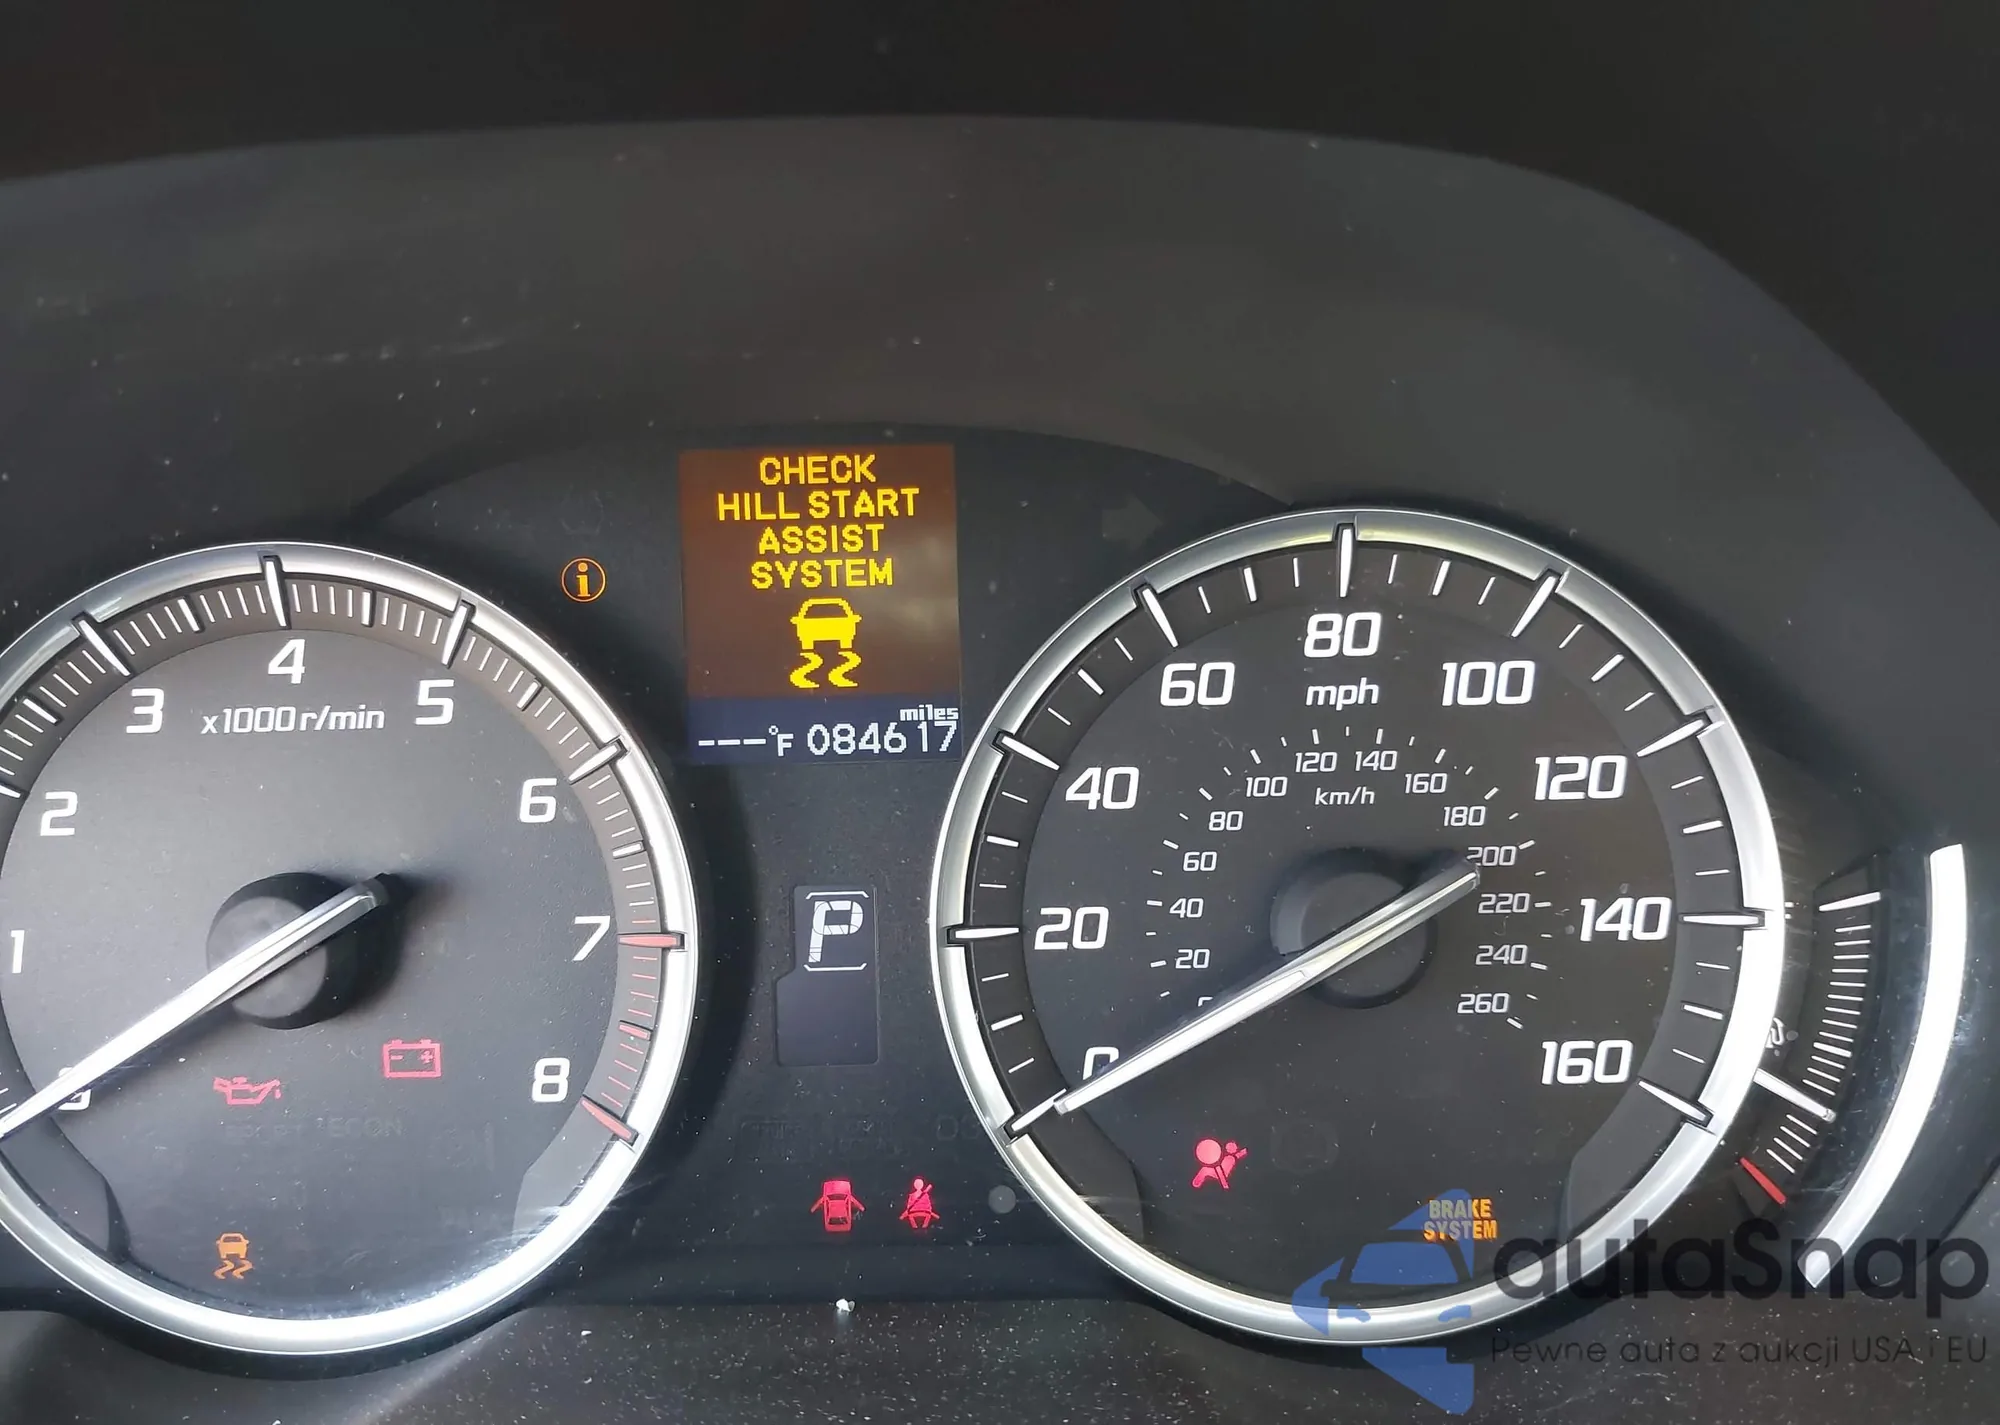 CHECK
HILL START
ASSIST
SYSTEM
miles
---°F 084617
1
2
3
4
5
6
7
8
x1000r/min
P
0
20
40
60
80
100
120
140
160
mph
20
40
60
80
100
120
140
160
180
200
220
240
260
km/h
BRAKE
SYSTEM
autaSnap
Pewne auta z aukcji USA i EU